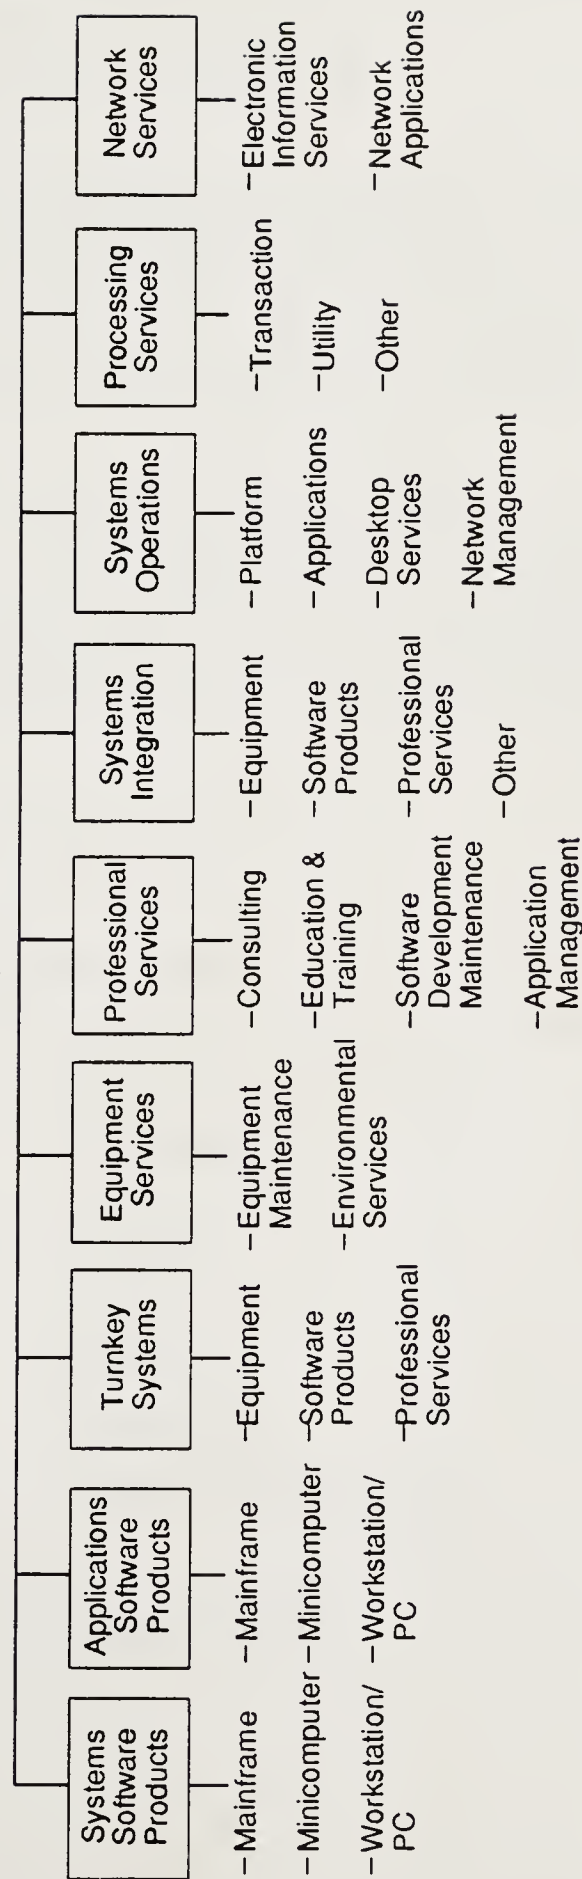 Systems
Software
Products
–Mainframe
–Minicomputer
–Workstation/
PC
Applications
Software
Products
–Mainframe
–Minicomputer
–Workstation/
PC
Turnkey
Systems
–Equipment
–Software
Products
–Professional
Services
Equipment
Services
–Equipment
Maintenance
–Environmental
Services
Professional
Services
–Consulting
–Education &
Training
–Software
Development
Maintenance
–Application
Management
Systems
Integration
–Equipment
–Software
Products
–Professional
Services
–Other
Systems
Operations
–Platform
–Applications
–Desktop
Services
–Network
Management
Processing
Services
–Transaction
–Utility
–Other
Network
Services
–Electronic
Information
Services
–Network
Applications